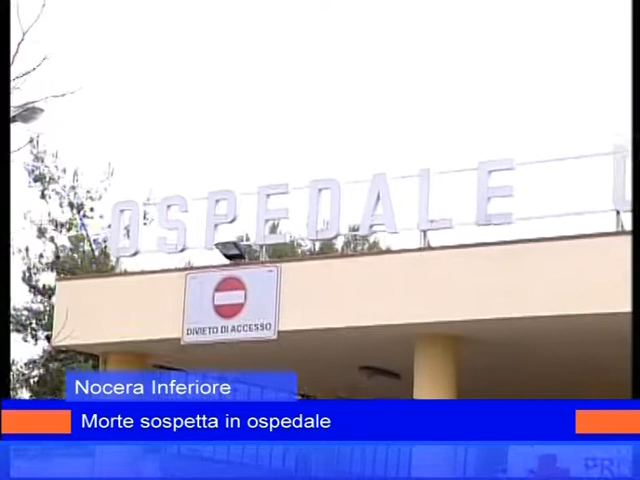 OSPEDALE
DIVIETO DI ACCESSO
Nocera Inferiore
Morte sospetta in ospedale